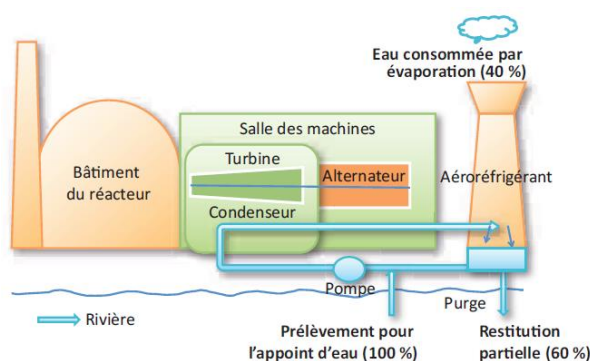 Eau consommée par
évaporation (40 %)
Salle des machines
Turbine
Alternateur
Bâtiment
du réacteur
Aéroréfrigérant
Condenseur
Pompe
Purge
Rivière
Prélèvement pour
l'appoint d'eau (100 %)
Restitution
partielle (60 %)